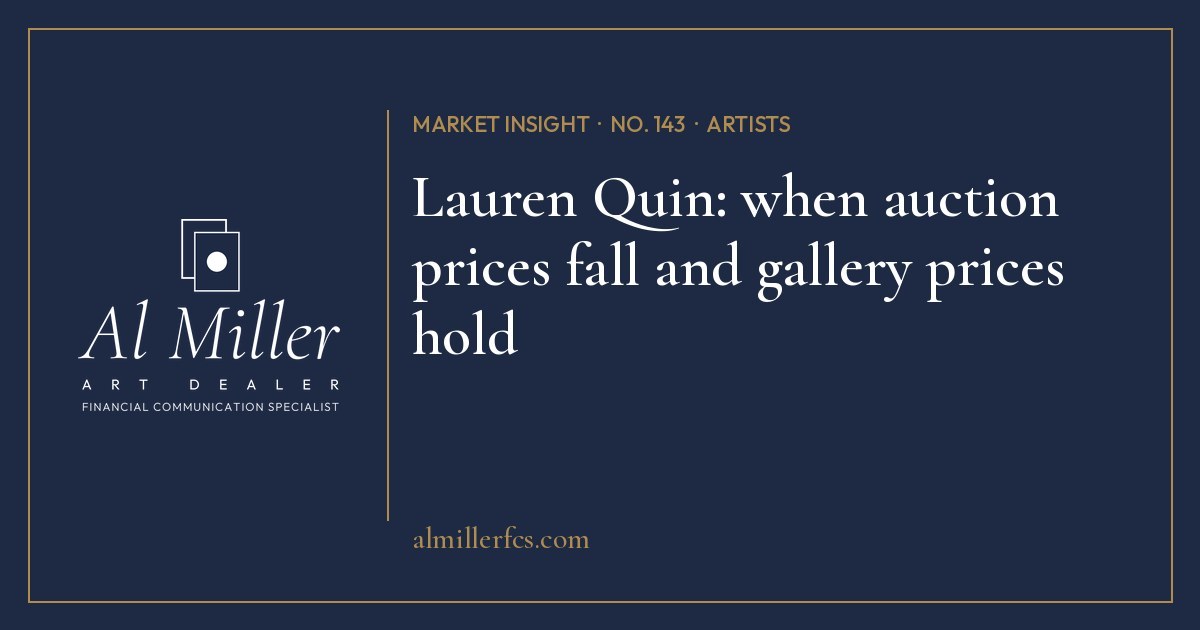 Al Miller
ART DEALER
FINANCIAL COMMUNICATION SPECIALIST
MARKET INSIGHT · NO. 143 · ARTISTS
Lauren Quin: when auction
prices fall and gallery prices
hold
almillerfcs.com